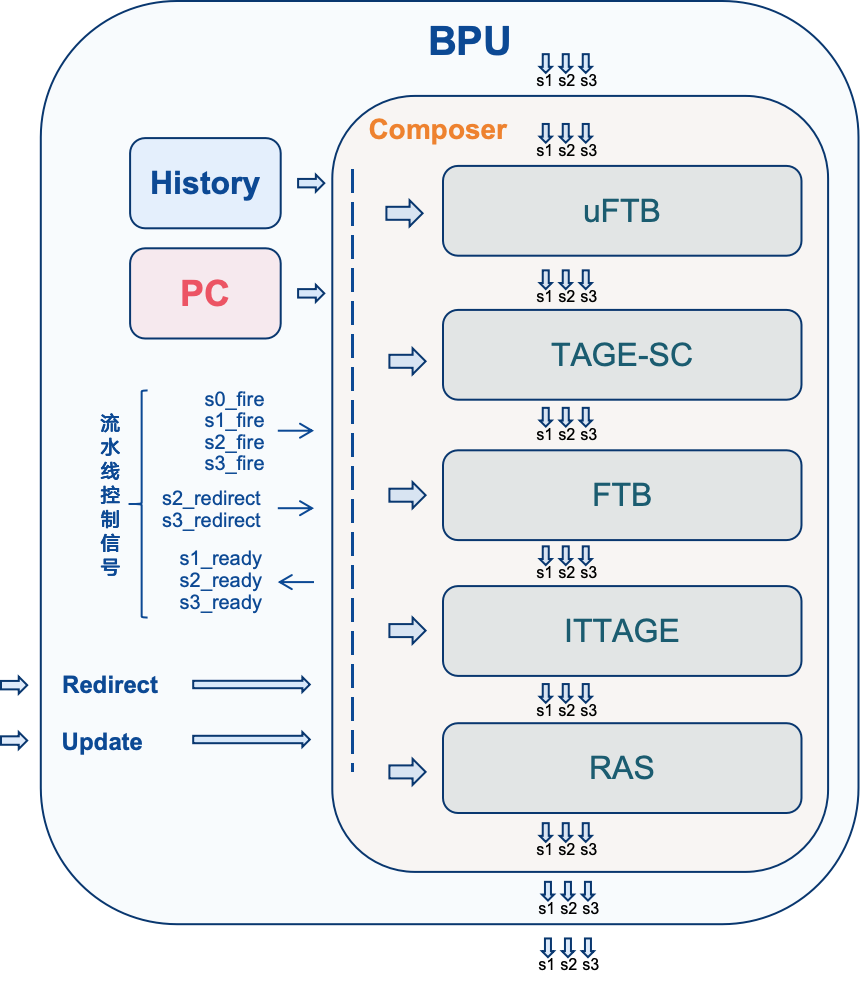 BPU
s1 s2 s3
Composer
s1 s2 s3
History
uFTB
PC
s1 s2 s3
TAGE-SC
流水线控制信号
s0_fire
s1_fire
s2_fire
s3_fire
s2_redirect
s3_redirect
s1_ready
s2_ready
s3_ready
s1 s2 s3
FTB
s1 s2 s3
ITTAGE
Redirect
s1 s2 s3
Update
RAS
s1 s2 s3
s1 s2 s3
s1 s2 s3